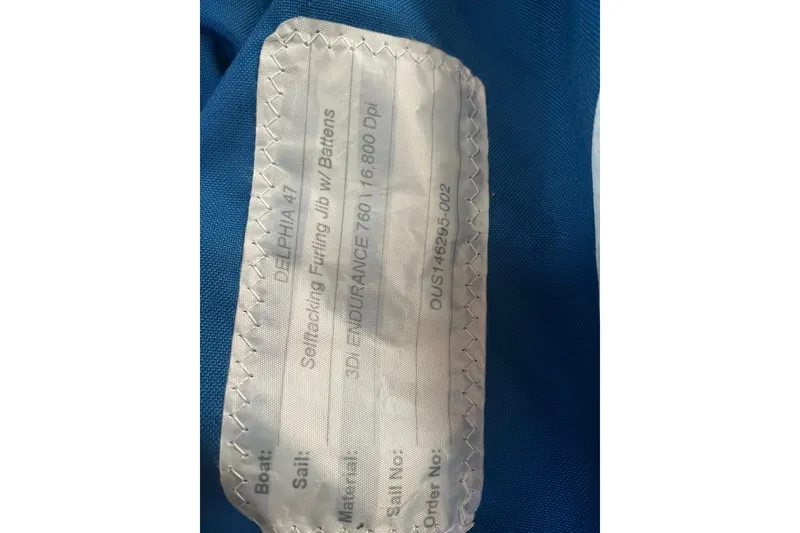 Boat: DELPHIA 47
Sail: Selftacking Furling Jib w/ Battens
Material: 3Di ENDURANCE 760 \ 16,800 Dpi
Sail No:
Order No: OUS146295-002